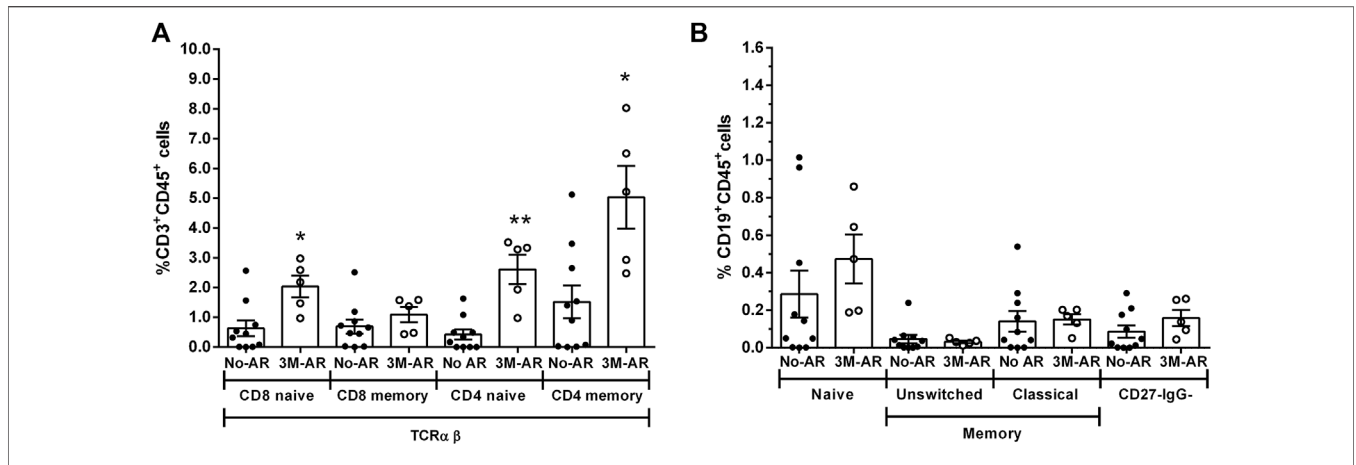 A
%CD3+CD45+ cells
10.0
9.0
8.0
7.0
6.0
5.0
4.0
3.0
2.0
1.0
0.0
*
**
*
No-AR 3M-AR No-AR 3M-AR No AR 3M-AR No-AR 3M-AR
CD8 naive CD8 memory CD4 naive CD4 memory
TCRα β
B
% CD19+CD45+cells
1.6
1.4
1.2
1.0
0.8
0.6
0.4
0.2
0.0
No-AR 3M-AR No-AR 3M-AR No AR 3M-AR No-AR 3M-AR
Naive Unswitched Classical CD27-IgG-
Memory